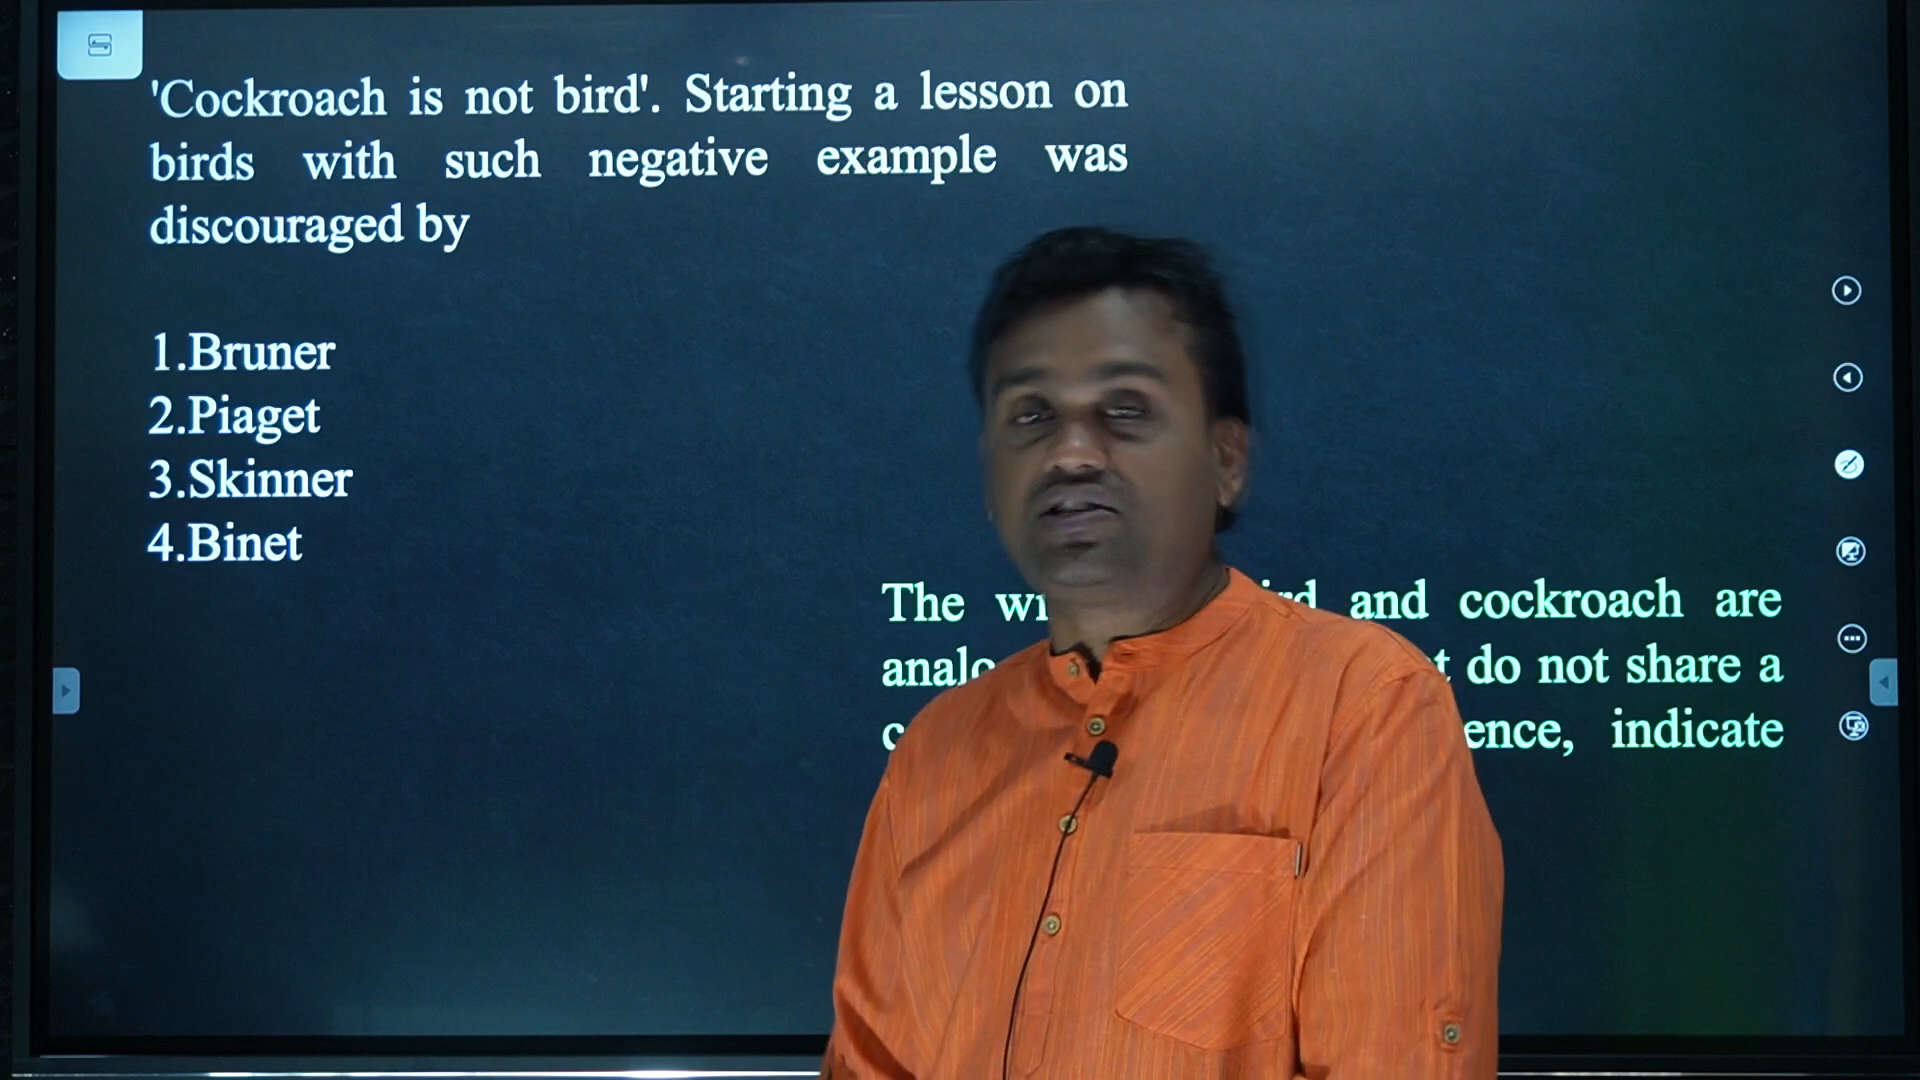 'Cockroach is not bird'. Starting a lesson on
birds with such negative example was
discouraged by
1.Bruner
2.Piaget
3.Skinner
4.Binet
The and cockroach are
do not share a
indicate